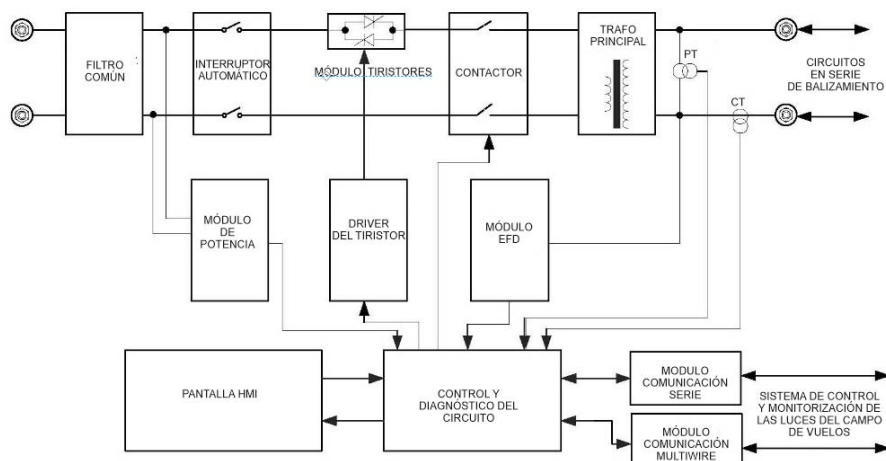 FILTRO
COMÚN
INTERRUPTOR
AUTOMÁTICO
MÓDULO TIRISTORES
CONTACTOR
TRAFO
PRINCIPAL
PT
CT
CIRCUITOS
EN SERIE
DE BALIZAMIENTO
MÓDULO
DE
POTENCIA
DRIVER
DEL TIRISTOR
MÓDULO
EFD
PANTALLA HMI
CONTROL Y
DIAGNÓSTICO DEL
CIRCUITO
MODULO
COMUNICACIÓN
SERIE
MÓDULO
COMUNICACIÓN
MULTIWIRE
SISTEMA DE CONTROL
Y MONITORIZACIÓN DE
LAS LUCES DEL CAMPO
DE VUELOS